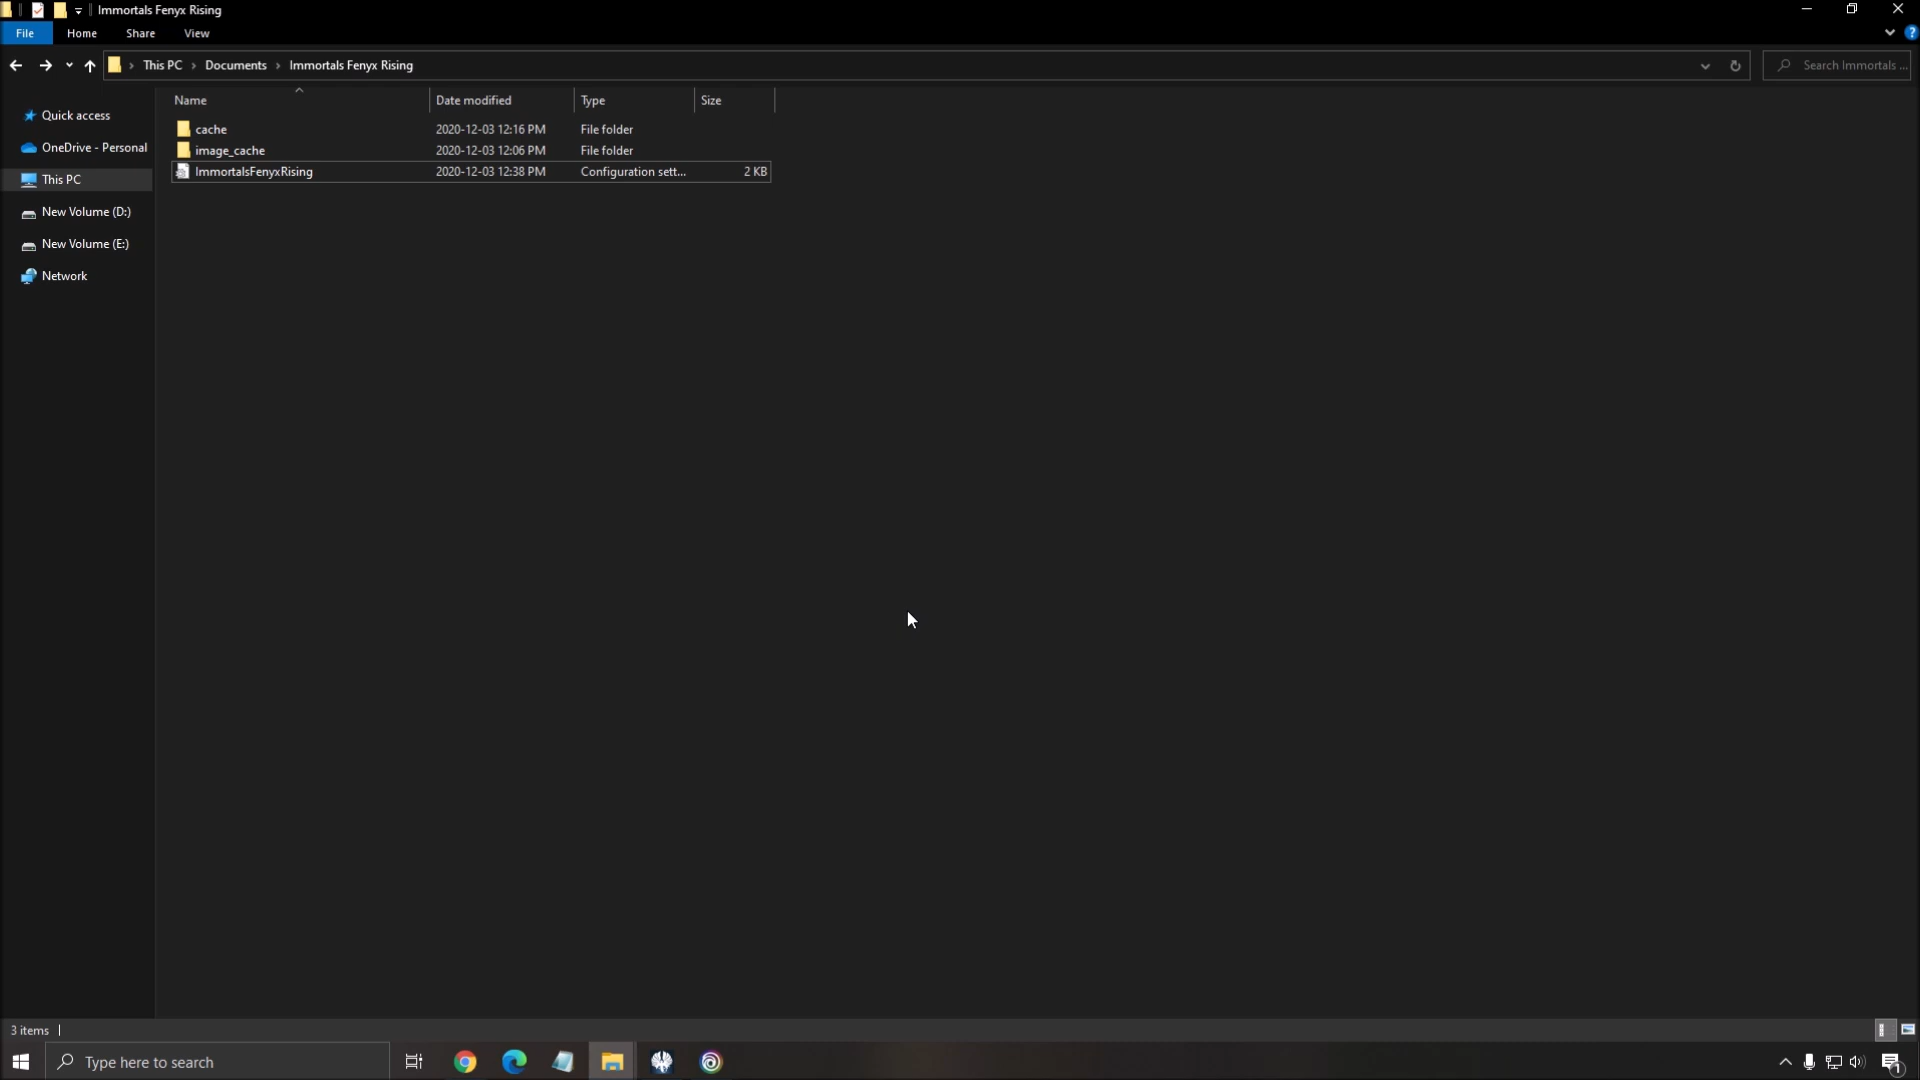 Immortals Fenyx Rising
File Home Share View
This PC Documents Immortals Fenyx Rising Search Immortals ...
Name Date modified Type Size
Quick access
OneDrive - Personal
This PC
New Volume (D:)
New Volume (E:)
Network
cache 2020-12-03 12:16 PM File folder
image_cache 2020-12-03 12:06 PM File folder
ImmortalsFenyxRising 2020-12-03 12:38 PM Configuration sett... 2 KB
3 items
Type here to search
1